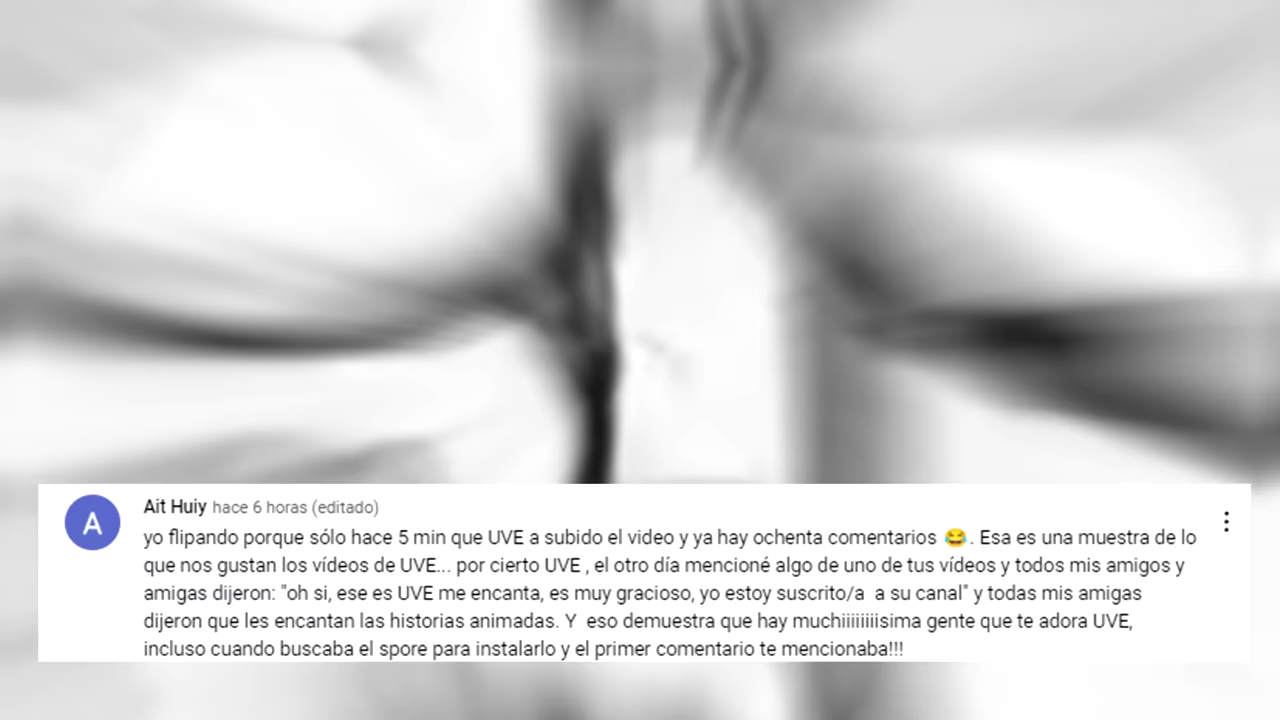 A
Ait Huiy hace 6 horas (editado)
yo flipando porque sólo hace 5 min que UVE a subido el video y ya hay ochenta comentarios 😂. Esa es una muestra de lo
que nos gustan los vídeos de UVE... por cierto UVE , el otro día mencioné algo de uno de tus vídeos y todos mis amigos y
amigas dijeron: "oh si, ese es UVE me encanta, es muy gracioso, yo estoy suscrito/a  a su canal" y todas mis amigas
dijeron que les encantan las historias animadas. Y  eso demuestra que hay muchiiiiiiiiisima gente que te adora UVE,
incluso cuando buscaba el spore para instalarlo y el primer comentario te mencionaba!!!